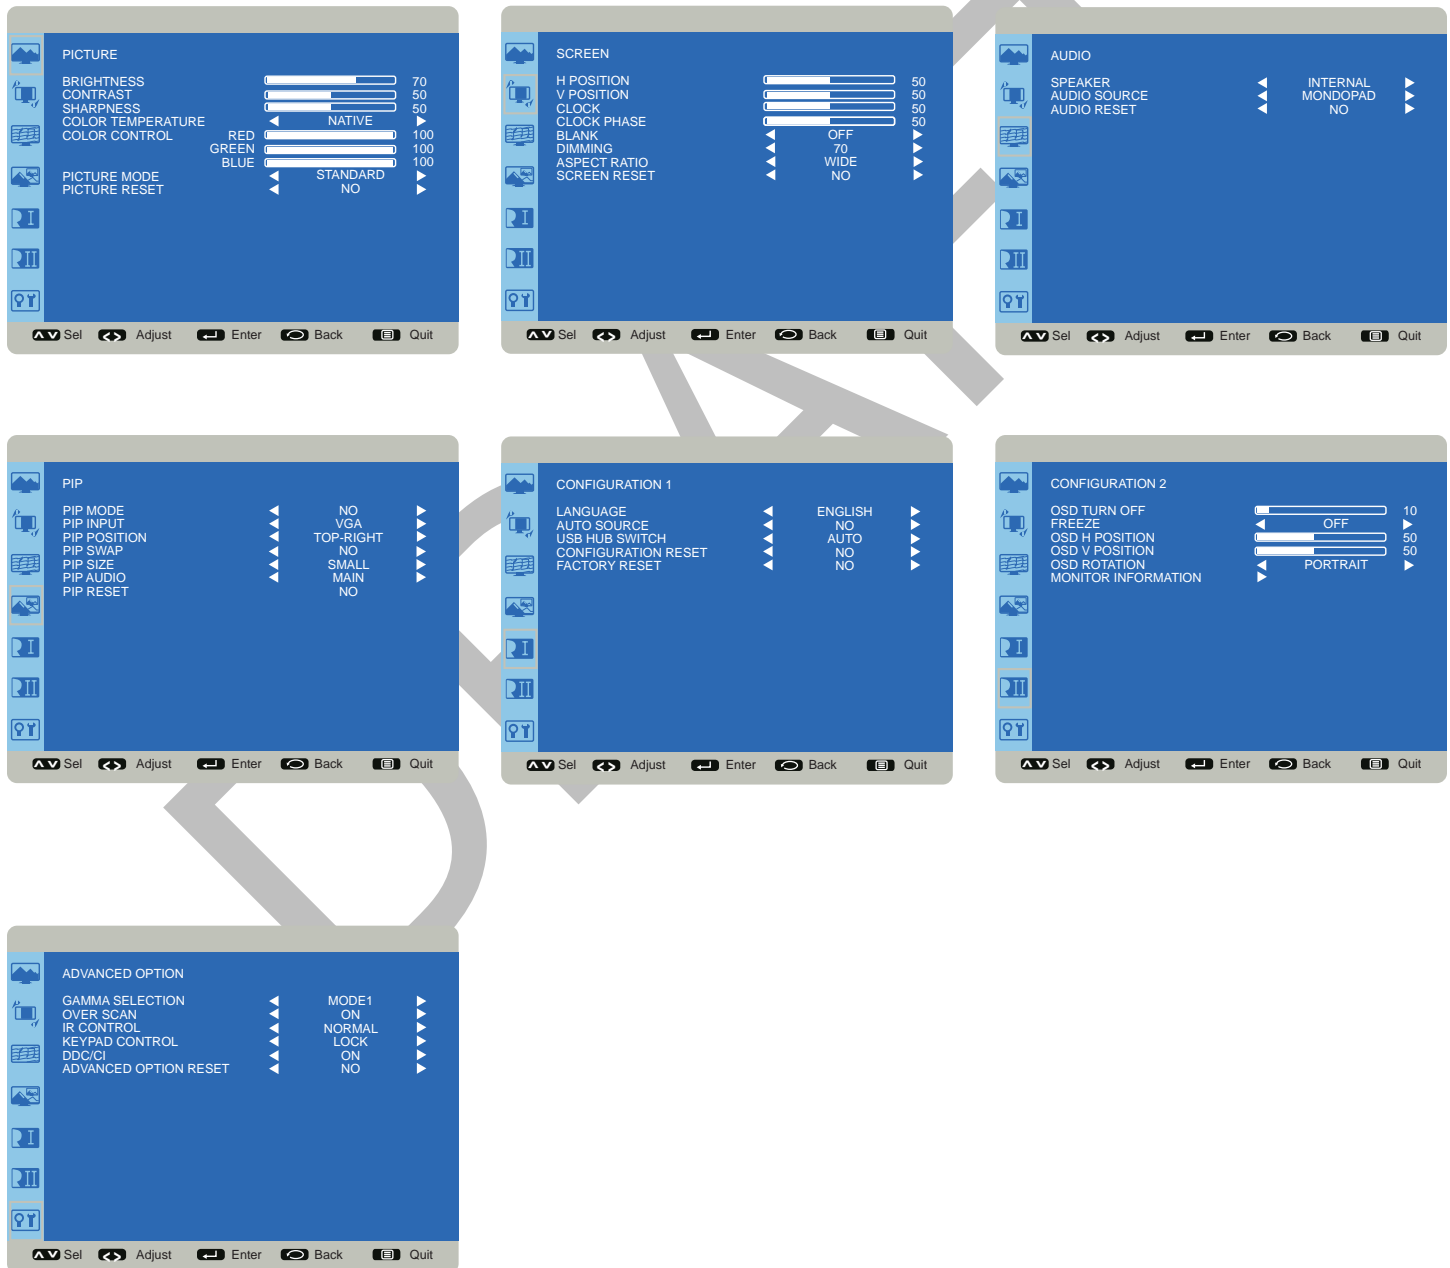 PICTURE
BRIGHTNESS 70
CONTRAST 50
SHARPNESS 50
COLOR TEMPERATURE NATIVE
COLOR CONTROL RED 100
GREEN 100
BLUE 100
PICTURE MODE STANDARD
PICTURE RESET NO
Sel Adjust Enter Back Quit
SCREEN
H POSITION 50
V POSITION 50
CLOCK 50
CLOCK PHASE 50
BLANK OFF
DIMMING 70
ASPECT RATIO WIDE
SCREEN RESET NO
Sel Adjust Enter Back Quit
AUDIO
SPEAKER INTERNAL
AUDIO SOURCE MONDOPAD
AUDIO RESET NO
Sel Adjust Enter Back Quit
PIP
PIP MODE NO
PIP INPUT VGA
PIP POSITION TOP-RIGHT
PIP SWAP NO
PIP SIZE SMALL
PIP AUDIO MAIN
PIP RESET NO
Sel Adjust Enter Back Quit
CONFIGURATION 1
LANGUAGE ENGLISH
AUTO SOURCE NO
USB HUB SWITCH AUTO
CONFIGURATION RESET NO
FACTORY RESET NO
Sel Adjust Enter Back Quit
CONFIGURATION 2
OSD TURN OFF 10
FREEZE OFF
OSD H POSITION 50
OSD V POSITION 50
OSD ROTATION PORTRAIT
MONITOR INFORMATION
Sel Adjust Enter Back Quit
ADVANCED OPTION
GAMMA SELECTION MODE1
OVER SCAN ON
IR CONTROL NORMAL
KEYPAD CONTROL LOCK
DDC/CI ON
ADVANCED OPTION RESET NO
Sel Adjust Enter Back Quit